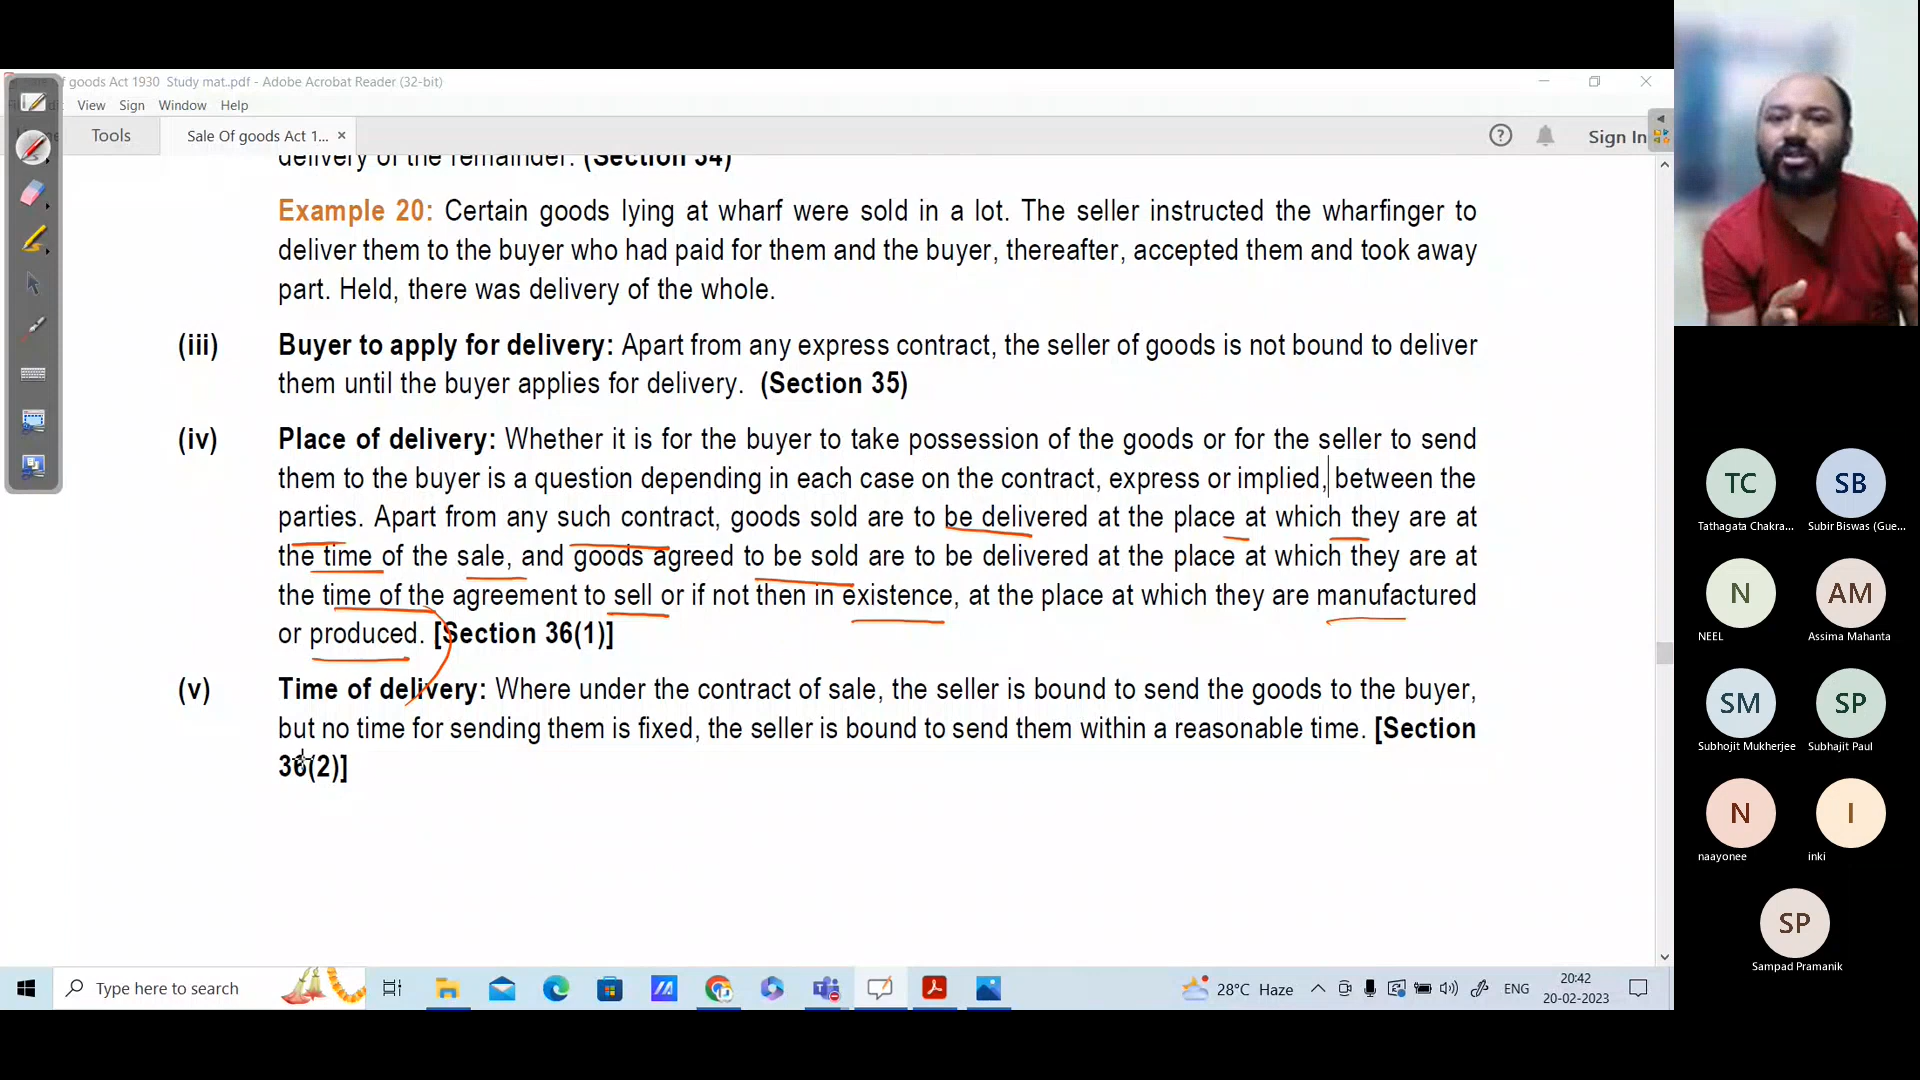 of goods Act 1930 Study mat..pdf - Adobe Acrobat Reader (32-bit)
View Sign Window Help
Tools
Sale Of goods Act 1... ×
Sign In
delivery of the remainder. (Section 34)
Example 20: Certain goods lying at wharf were sold in a lot. The seller instructed the wharfinger to
deliver them to the buyer who had paid for them and the buyer, thereafter, accepted them and took away
part. Held, there was delivery of the whole.
(iii) Buyer to apply for delivery: Apart from any express contract, the seller of goods is not bound to deliver
them until the buyer applies for delivery. (Section 35)
(iv) Place of delivery: Whether it is for the buyer to take possession of the goods or for the seller to send
them to the buyer is a question depending in each case on the contract, express or implied, between the
parties. Apart from any such contract, goods sold are to be delivered at the place at which they are at
the time of the sale, and goods agreed to be sold are to be delivered at the place at which they are at
the time of the agreement to sell or if not then in existence, at the place at which they are manufactured
or produced. [Section 36(1)]
(v) Time of delivery: Where under the contract of sale, the seller is bound to send the goods to the buyer,
but no time for sending them is fixed, the seller is bound to send them within a reasonable time. [Section
36(2)]
TC
SB
Tathagata Chakra...
Subir Biswas (Gue...
N
AM
NEEL
Assima Mahanta
SM
SP
Subhojit Mukherjee
Subhajit Paul
N
I
naayonee
inki
SP
Sampad Pramanik
Type here to search
28°C Haze
ENG
20:42
20-02-2023